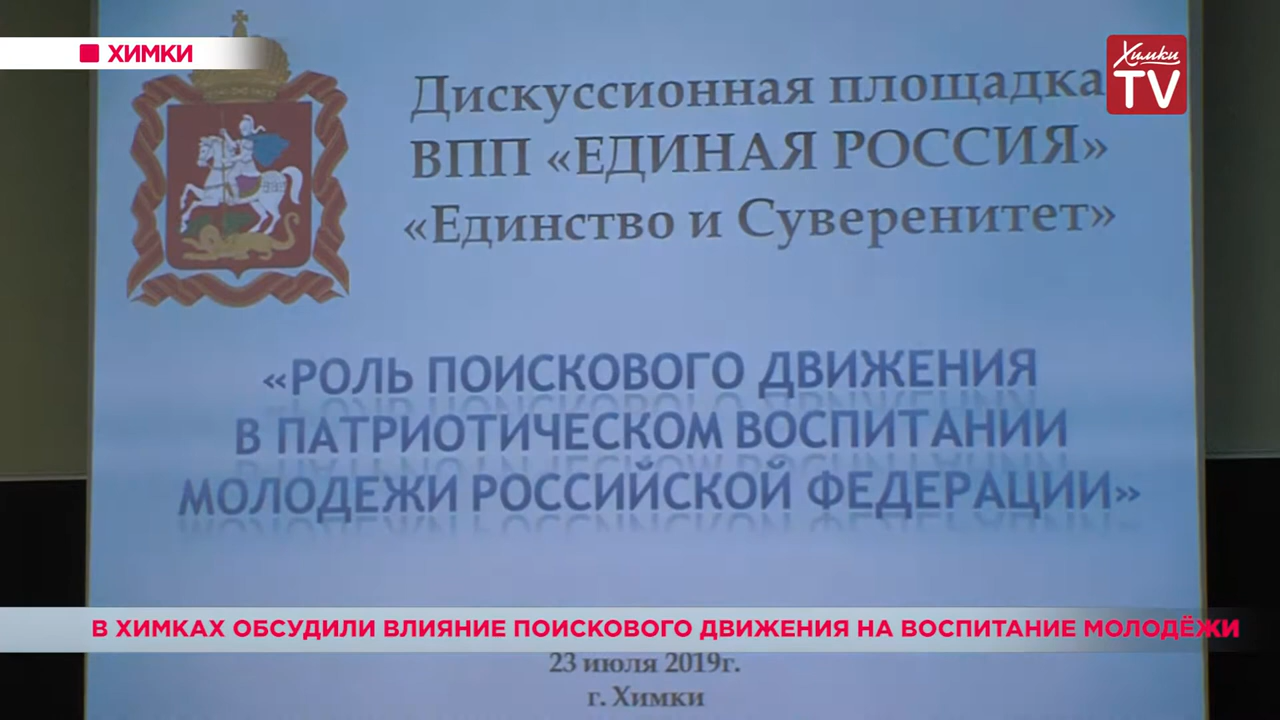 ХИМКИ
Химки
TV
Дискуссионная площадка
ВПП «ЕДИНАЯ РОССИЯ»
«Единство и Суверенитет»
«РОЛЬ ПОИСКОВОГО ДВИЖЕНИЯ
В ПАТРИОТИЧЕСКОМ ВОСПИТАНИИ
МОЛОДЕЖИ РОССИЙСКОЙ ФЕДЕРАЦИИ»
В ХИМКАХ ОБСУДИЛИ ВЛИЯНИЕ ПОИСКОВОГО ДВИЖЕНИЯ НА ВОСПИТАНИЕ МОЛОДЁЖИ
23 июля 2019г.
г. Химки